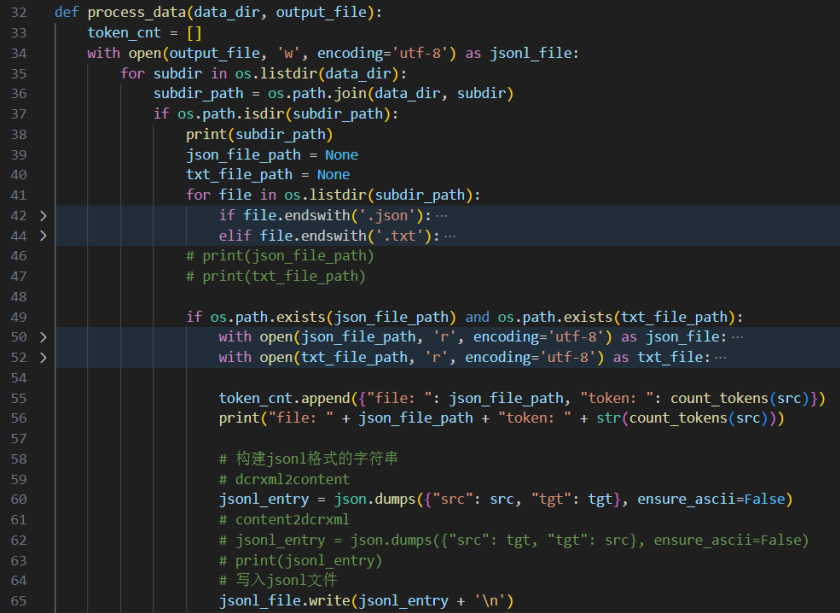 32 def process_data(data_dir, output_file):
33     token_cnt = []
34     with open(output_file, 'w', encoding='utf-8') as jsonl_file:
35         for subdir in os.listdir(data_dir):
36             subdir_path = os.path.join(data_dir, subdir)
37             if os.path.isdir(subdir_path):
38                 print(subdir_path)
39                 json_file_path = None
40                 txt_file_path = None
41                 for file in os.listdir(subdir_path):
42 >                   if file.endswith('.json'):···
44 >                   elif file.endswith('.txt'):···
46                 # print(json_file_path)
47                 # print(txt_file_path)
48
49                 if os.path.exists(json_file_path) and os.path.exists(txt_file_path):
50 >                   with open(json_file_path, 'r', encoding='utf-8') as json_file:···
52 >                   with open(txt_file_path, 'r', encoding='utf-8') as txt_file:···
54
55                     token_cnt.append({"file: ": json_file_path, "token: ": count_tokens(src)})
56                     print("file: " + json_file_path + "token: " + str(count_tokens(src)))
57
58                     # 构建jsonl格式的字符串
59                     # dcrxml2content
60                     jsonl_entry = json.dumps({"src": src, "tgt": tgt}, ensure_ascii=False)
61                     # content2dcrxml
62                     # jsonl_entry = json.dumps({"src": tgt, "tgt": src}, ensure_ascii=False)
63                     # print(jsonl_entry)
64                     # 写入jsonl文件
65                     jsonl_file.write(jsonl_entry + '\n')